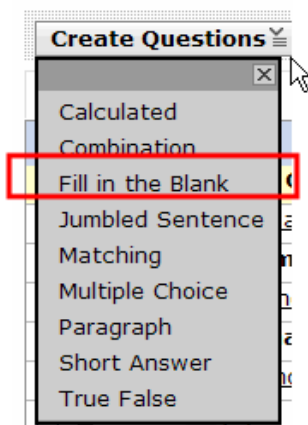 Create Questions
Calculated
Combination
Fill in the Blank
Jumbled Sentence
Matching
Multiple Choice
Paragraph
Short Answer
True False